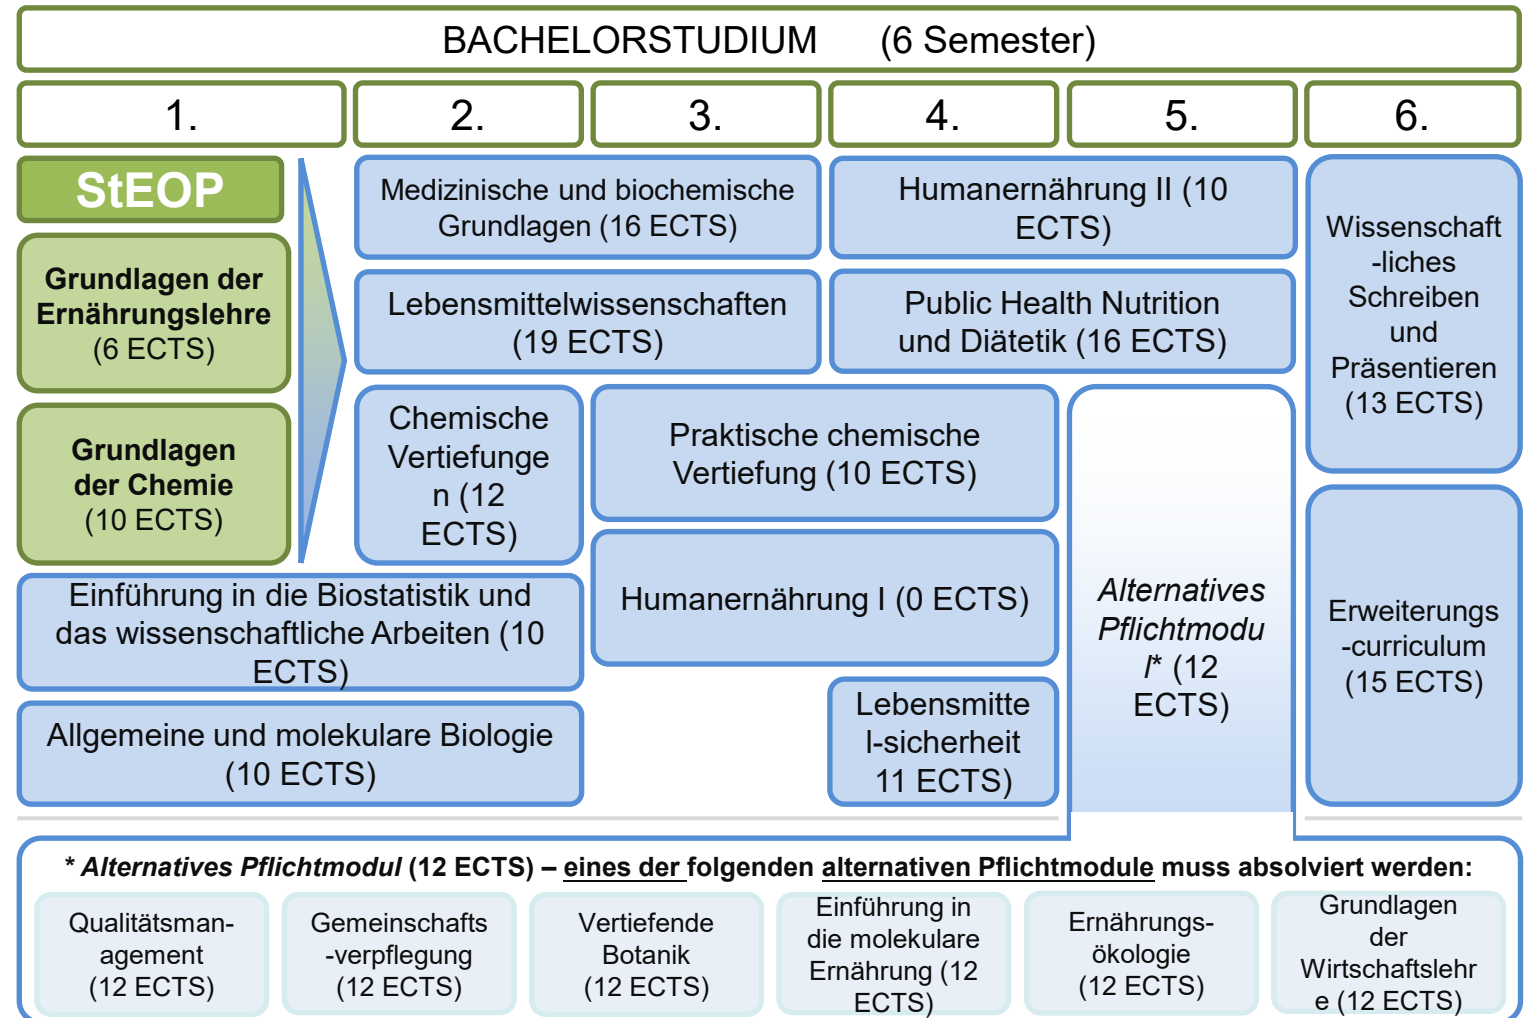 BACHELORSTUDIUM (6 Semester)
1.
2.
3.
4.
5.
6.
StEOP
Grundlagen der
Ernährungslehre
(6 ECTS)
Grundlagen
der Chemie
(10 ECTS)
Medizinische und biochemische
Grundlagen (16 ECTS)
Humanernährung II (10
ECTS)
Wissenschaft
-liches
Schreiben
und
Präsentieren
(13 ECTS)
Lebensmittelwissenschaften
(19 ECTS)
Public Health Nutrition
und Diätetik (16 ECTS)
Chemische
Vertiefunge
n (12
ECTS)
Praktische chemische
Vertiefung (10 ECTS)
Humanernährung I (0 ECTS)
Alternatives
Pflichtmodu
l* (12
ECTS)
Erweiterungs
-curriculum
(15 ECTS)
Einführung in die Biostatistik und
das wissenschaftliche Arbeiten (10
ECTS)
Lebensmitte
l-sicherheit
11 ECTS)
Allgemeine und molekulare Biologie
(10 ECTS)
* Alternatives Pflichtmodul (12 ECTS) – eines der folgenden alternativen Pflichtmodule muss absolviert werden:
Qualitätsman-
agement
(12 ECTS)
Gemeinschafts
-verpflegung
(12 ECTS)
Vertiefende
Botanik
(12 ECTS)
Einführung in
die molekulare
Ernährung (12
ECTS)
Ernährungs-
ökologie
(12 ECTS)
Grundlagen
der
Wirtschaftslehr
e (12 ECTS)